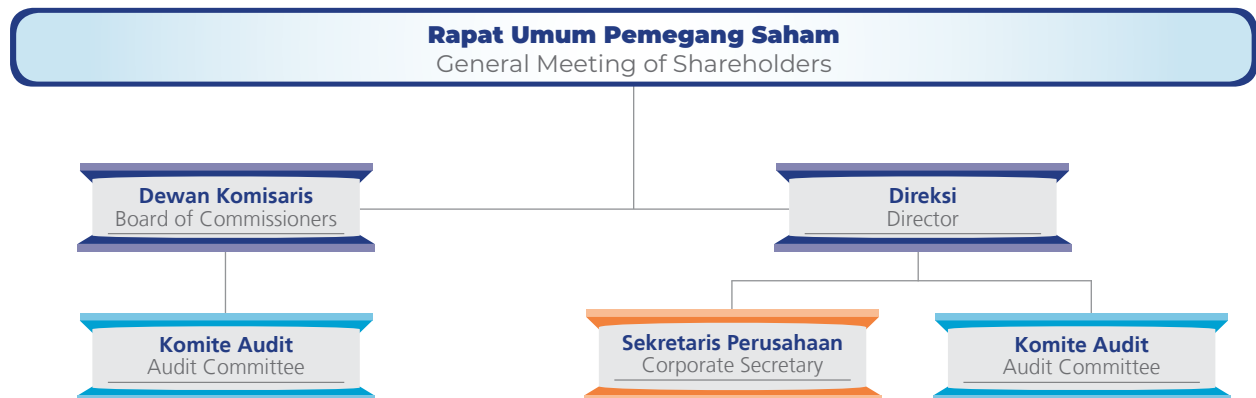 Rapat Umum Pemegang Saham
General Meeting of Shareholders
Dewan Komisaris
Board of Commissioners
Direksi
Director
Komite Audit
Audit Committee
Sekretaris Perusahaan
Corporate Secretary
Komite Audit
Audit Committee